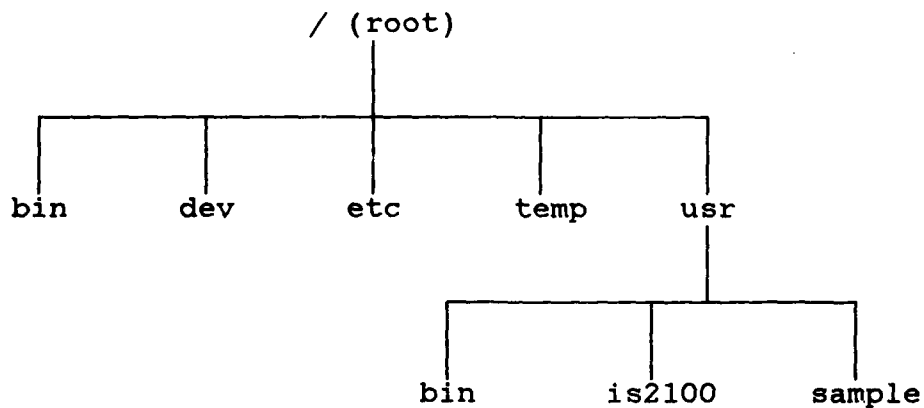 / (root)
bin dev etc temp usr
bin is2100 sample